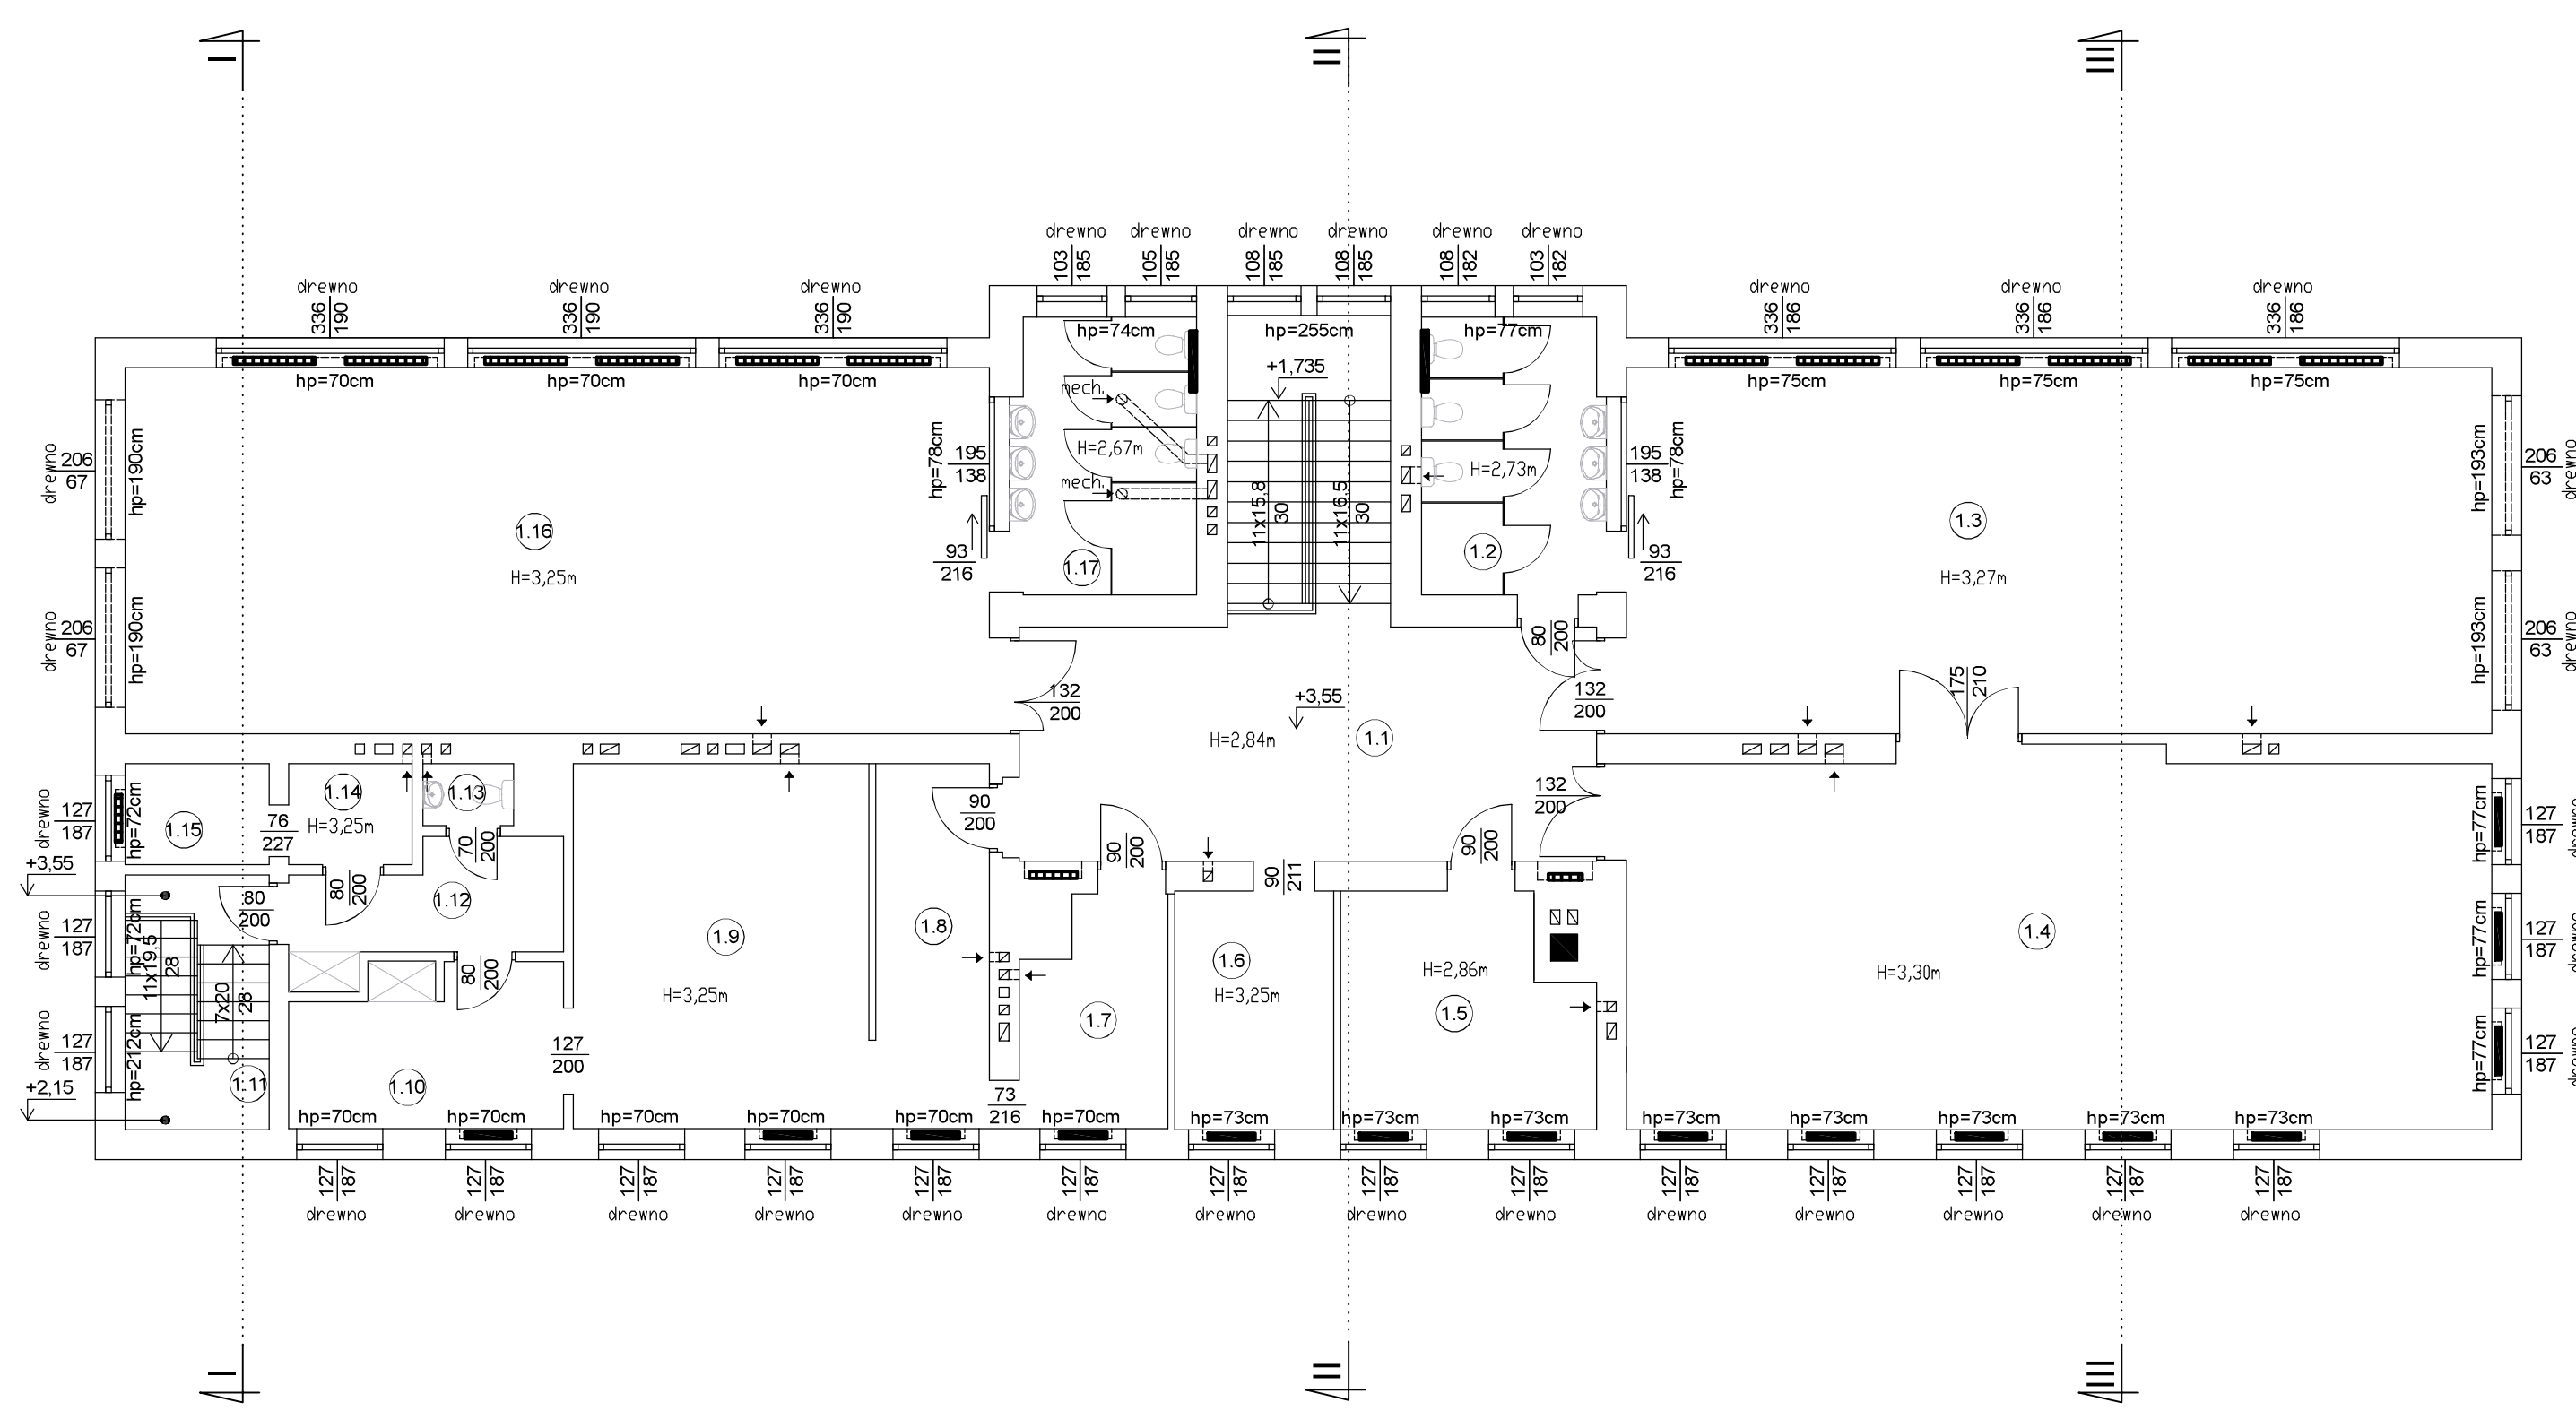 I
II
III
drewno
drewno
drewno
drewno
drewno
drewno
103
185
105
185
108
185
108
185
108
182
103
182
drewno
drewno
drewno
336
190
336
190
336
190
drewno
drewno
drewno
336
186
336
186
336
186
hp=74cm
hp=255cm
hp=77cm
hp=70cm
hp=70cm
hp=70cm
+1,735
hp=75cm
hp=75cm
hp=75cm
mech.
mech.
H=2,67m
H=2,73m
drewno
206
67
hp=190cm
hp=78cm
195
138
195
138
hp=78cm
hp=193cm
206
63
drewno
11x15,8
30
11x16,5
30
1.16
H=3,25m
93
216
1.17
1.2
93
216
1.3
H=3,27m
drewno
206
67
hp=190cm
80
200
hp=193cm
206
63
drewno
132
200
+3,55
132
200
175
210
H=2,84m
1.1
drewno
127
187
hp=72cm
1.15
76
227
1.14
H=3,25m
1.13
70
200
90
200
132
200
90
200
90
200
hp=77cm
127
187
+3,55
80
200
80
200
1.12
90
211
drewno
127
187
hp=72cm
11x19,5
28
7x20
28
80
200
1.9
H=3,25m
1.8
1.6
H=3,25m
H=2,86m
1.5
1.4
H=3,30m
hp=77cm
127
187
1.7
drewno
127
187
hp=212cm
+2,15
1.11
1.10
127
200
73
216
hp=77cm
127
187
hp=70cm
hp=70cm
hp=70cm
hp=70cm
hp=70cm
hp=70cm
hp=73cm
hp=73cm
hp=73cm
hp=73cm
hp=73cm
hp=73cm
hp=73cm
hp=73cm
127
187
127
187
127
187
127
187
127
187
127
187
127
187
127
187
127
187
127
187
127
187
127
187
127
187
127
187
drewno
drewno
drewno
drewno
drewno
drewno
drewno
drewno
drewno
drewno
drewno
drewno
drewno
drewno
I
II
III